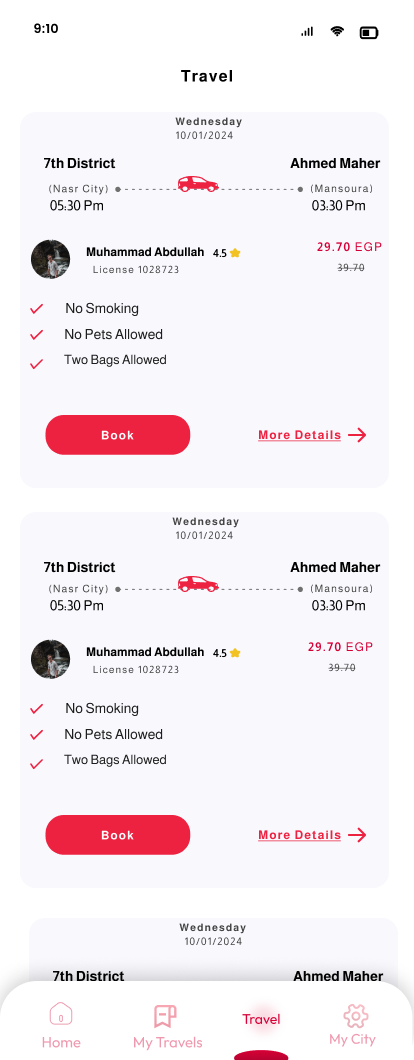 9:10
Travel
Wednesday
10/01/2024
7th District Ahmed Maher
(Nasr City) (Mansoura)
05:30 Pm 03:30 Pm
Muhammad Abdullah 4.5 29.70 EGP
License 1028723 39.70
No Smoking
No Pets Allowed
Two Bags Allowed
Book More Details
Wednesday
10/01/2024
7th District Ahmed Maher
(Nasr City) (Mansoura)
05:30 Pm 03:30 Pm
Muhammad Abdullah 4.5 29.70 EGP
License 1028723 39.70
No Smoking
No Pets Allowed
Two Bags Allowed
Book More Details
Wednesday
10/01/2024
7th District Ahmed Maher
Home My Travels Travel My City